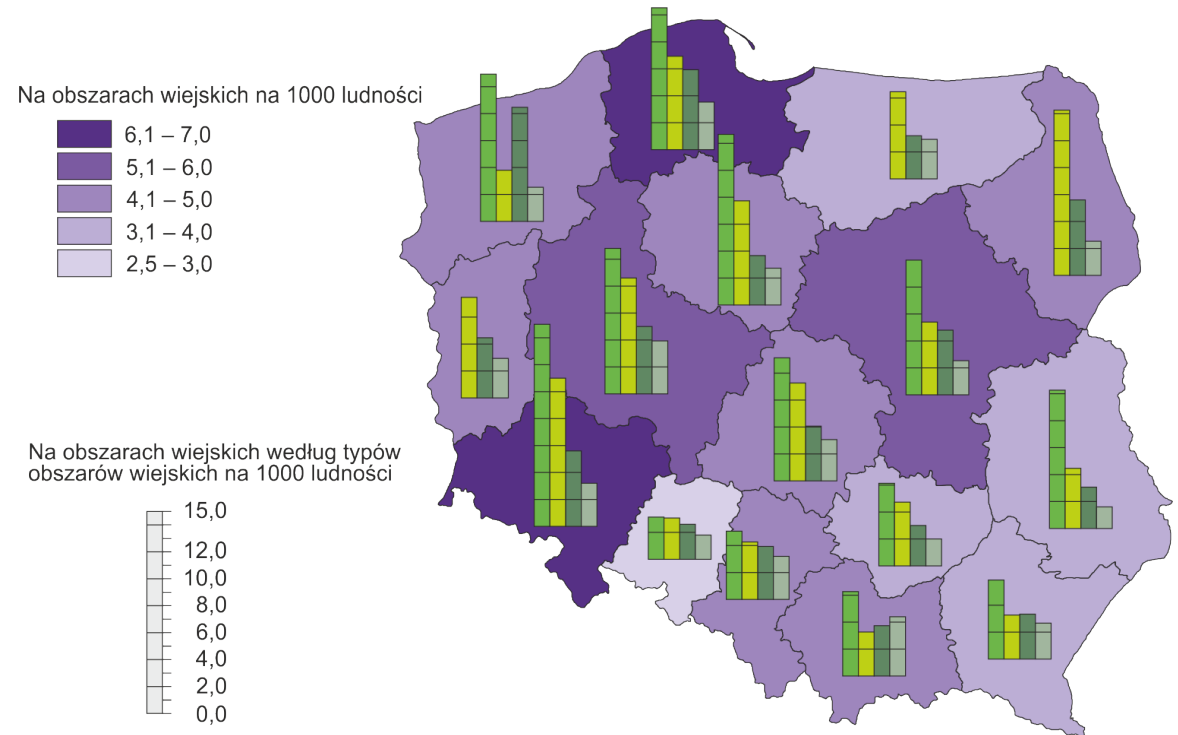 Na obszarach wiejskich na 1000 ludności
6,1 – 7,0
5,1 – 6,0
4,1 – 5,0
3,1 – 4,0
2,5 – 3,0
Na obszarach wiejskich według typów
obszarów wiejskich na 1000 ludności
15,0
12,0
10,0
8,0
6,0
4,0
2,0
0,0